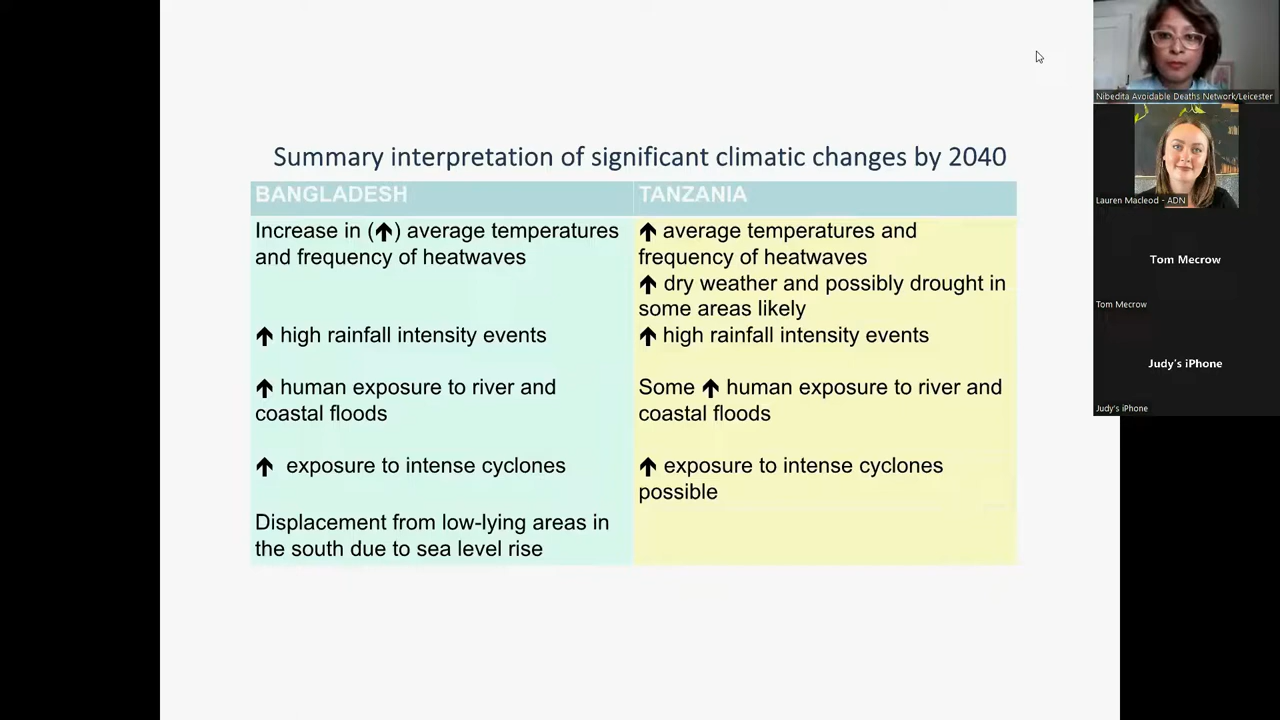 Summary interpretation of significant climatic changes by 2040
BANGLADESH
Increase in (↑) average temperatures
and frequency of heatwaves
↑ high rainfall intensity events
↑ human exposure to river and
coastal floods
↑ exposure to intense cyclones
Displacement from low-lying areas in
the south due to sea level rise
TANZANIA
↑ average temperatures and
frequency of heatwaves
↑ dry weather and possibly drought in
some areas likely
↑ high rainfall intensity events
Some ↑ human exposure to river and
coastal floods
↑ exposure to intense cyclones
possible
Nibedita Avoidable Deaths Network/Leicester
Lauren Macleod - ADN
Tom Mecrow
Tom Mecrow
Judy's iPhone
Judy's iPhone